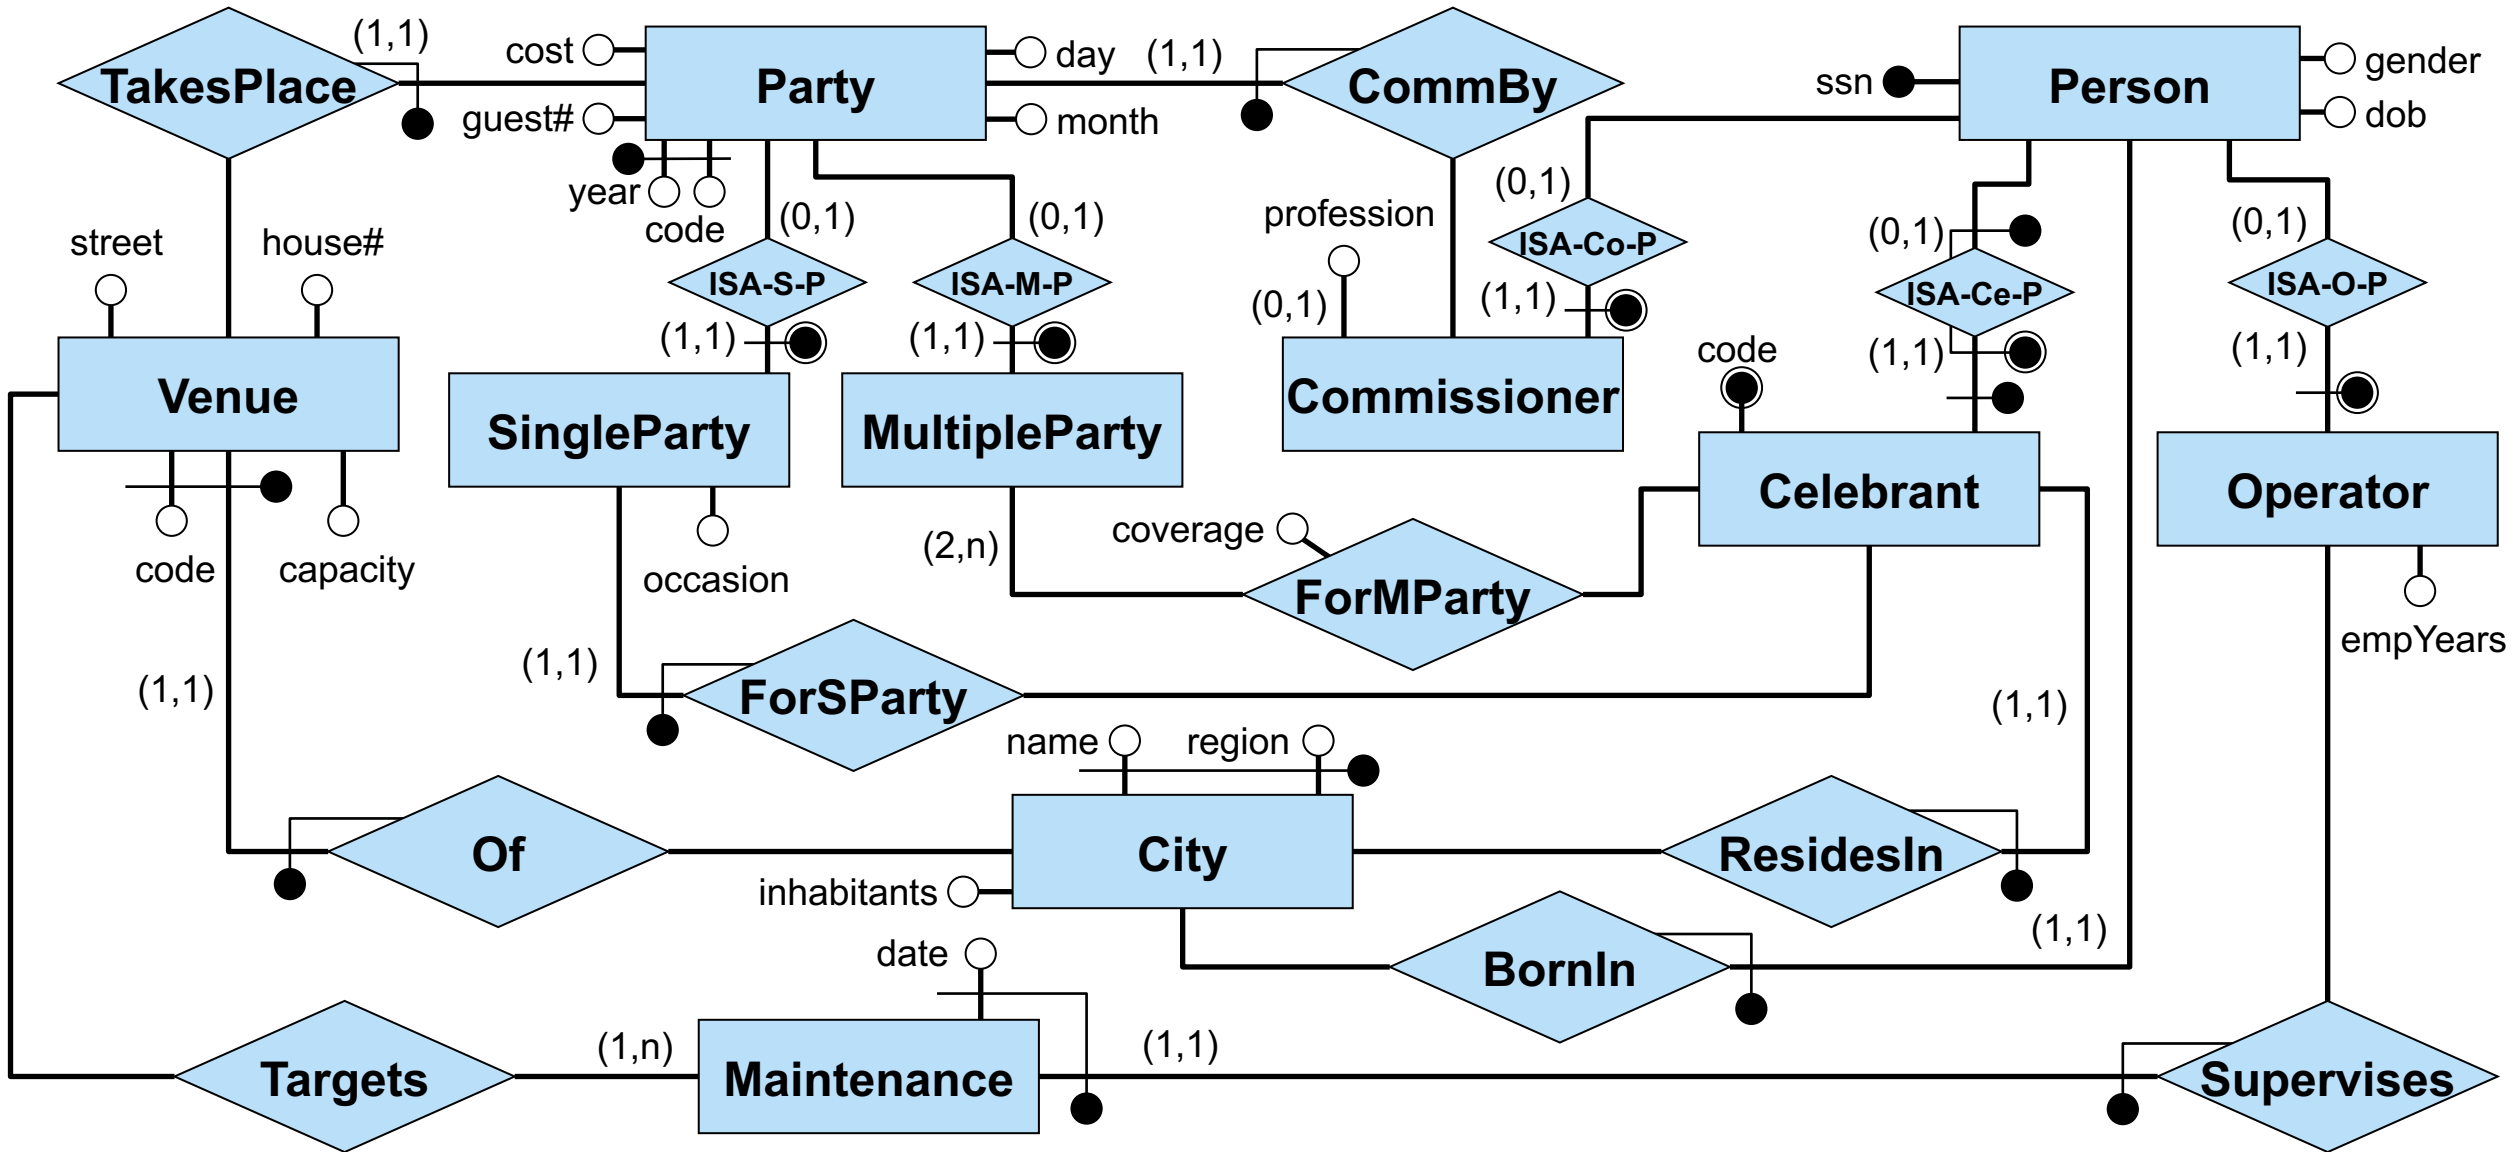 (1,1)
cost
day
(1,1)
gender
TakesPlace
Party
CommBy
ssn
Person
guest#
month
dob
year
code
(0,1)
(0,1)
(0,1)
profession
(0,1)
(0,1)
street
house#
ISA-S-P
ISA-M-P
ISA-Co-P
ISA-Ce-P
ISA-O-P
(1,1)
(1,1)
(0,1)
(1,1)
(1,1)
(1,1)
code
Venue
SingleParty
MultipleParty
Commissioner
Celebrant
Operator
code
capacity
occasion
(2,n)
coverage
ForMParty
empYears
(1,1)
(1,1)
ForSParty
(1,1)
name
region
Of
City
ResidesIn
inhabitants
(1,1)
date
BornIn
(1,n)
(1,1)
Targets
Maintenance
Supervises